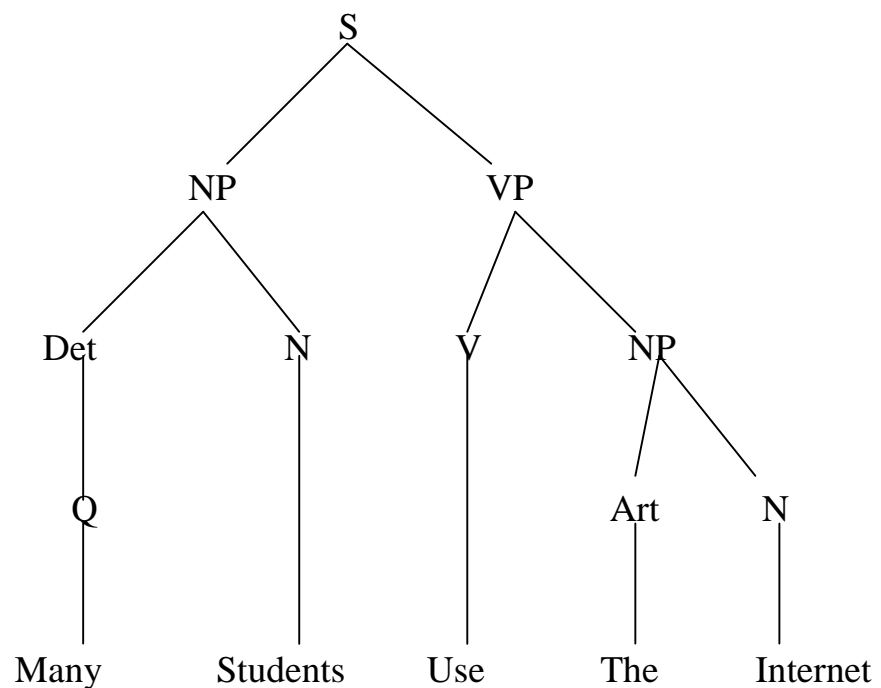 S
NP VP
Det N V NP
Q Art N
Many Students Use The Internet